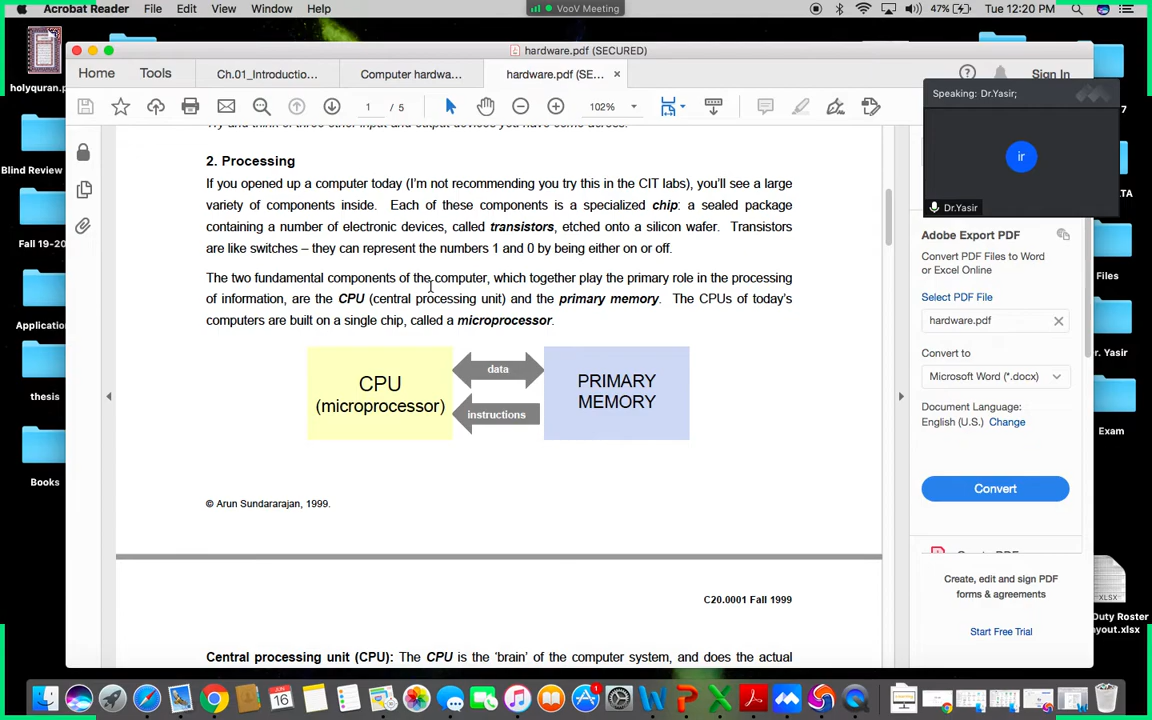 Acrobat Reader File Edit View Window Help
VooV Meeting
47% Tue 12:20 PM
holyquran.p
hardware.pdf (SECURED)
Home Tools Ch.01_Introductio... Computer hardwa... hardware.pdf (SE... × Sign In
1 / 5 102%
Speaking: Dr.Yasir;
ir
Dr.Yasir
2. Processing
If you opened up a computer today (I'm not recommending you try this in the CIT labs), you'll see a large
variety of components inside. Each of these components is a specialized chip: a sealed package
containing a number of electronic devices, called transistors, etched onto a silicon wafer. Transistors
are like switches – they can represent the numbers 1 and 0 by being either on or off.
The two fundamental components of the computer, which together play the primary role in the processing
of information, are the CPU (central processing unit) and the primary memory. The CPUs of today's
computers are built on a single chip, called a microprocessor.
CPU
(microprocessor)
data
instructions
PRIMARY
MEMORY
© Arun Sundararajan, 1999.
C20.0001 Fall 1999
Central processing unit (CPU): The CPU is the 'brain' of the computer system, and does the actual
Adobe Export PDF
Convert PDF Files to Word
or Excel Online
Select PDF File
hardware.pdf
Convert to
Microsoft Word (*.docx)
Document Language:
English (U.S.) Change
Convert
Create, edit and sign PDF
forms & agreements
Start Free Trial
Blind Review
Fall 19-20
Application
thesis
Books
7
TA
Files
r. Yasir
Exam
XLSX
Duty Roster
ayout.xlsx
JUN
16
1